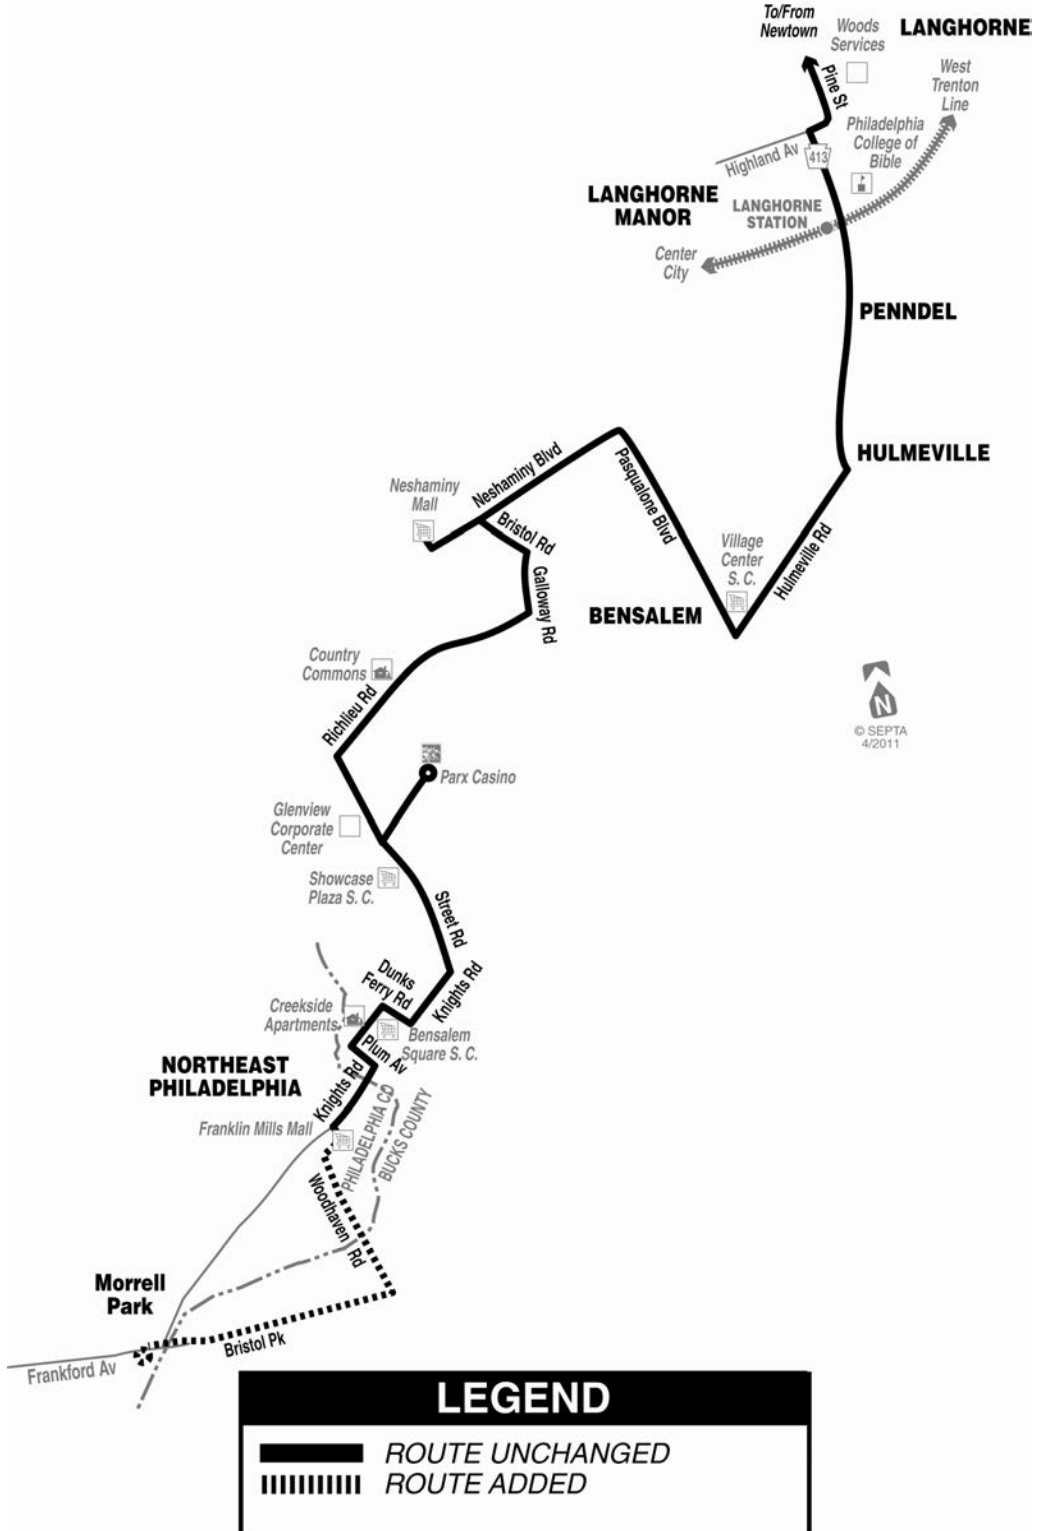 To/From
Newtown
Woods
Services
LANGHORNE
West
Trenton
Line
Pine St
Philadelphia
College of
Bible
Highland Av
413
LANGHORNE
MANOR
LANGHORNE
STATION
Center
City
PENNDEL
HULMEVILLE
Neshaminy
Mall
Neshaminy Blvd
Pasqualone Blvd
Bristol Rd
Village
Center
S. C.
Hulmeville Rd
Galloway Rd
BENSALEM
Country
Commons
Richlieu Rd
N
© SEPTA
4/2011
Parx Casino
Glenview
Corporate
Center
Showcase
Plaza S. C.
Street Rd
Dunks
Ferry Rd
Knights Rd
Creekside
Apartments
Bensalem
Square S. C.
Plum Av
NORTHEAST
PHILADELPHIA
Knights Rd
Franklin Mills Mall
PHILADELPHIA CO
BUCKS COUNTY
Woodhaven Rd
Morrell
Park
Bristol Pk
Frankford Av
LEGEND
ROUTE UNCHANGED
ROUTE ADDED